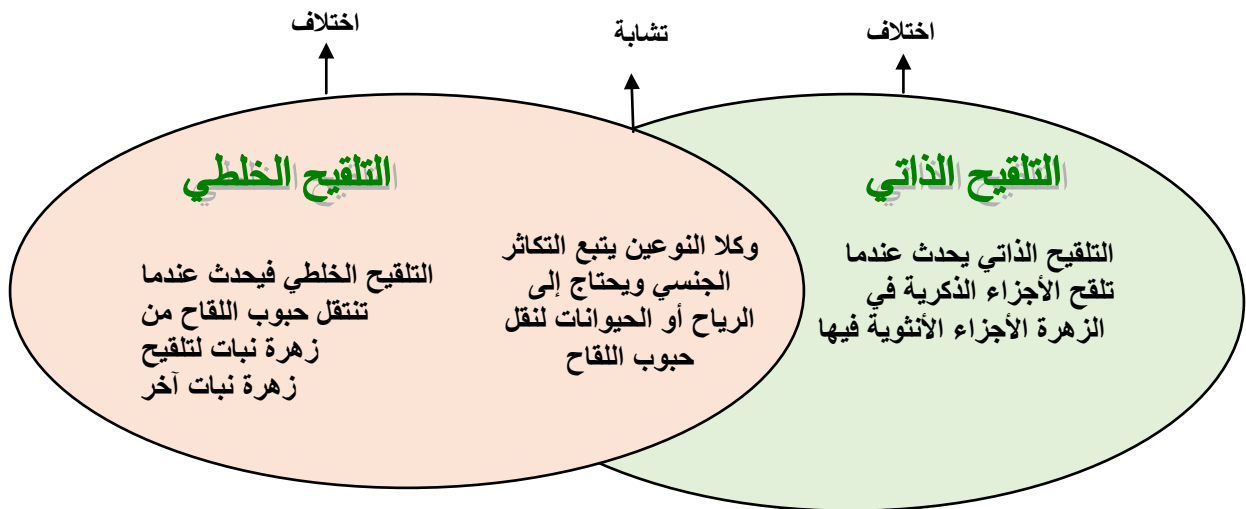 اختلاف
تشابة
اختلاف
التلقيح الذاتي
التلقيح الذاتي يحدث عندما
تلقح الأجزاء الذكرية في
الزهرة الأجزاء الأنثوية فيها
وكلا النوعين يتبع التكاثر
الجنسي ويحتاج إلى
الرياح أو الحيوانات لنقل
حبوب اللقاح
التلقيح الخلطي
التلقيح الخلطي فيحدث عندما
تنتقل حبوب اللقاح من
زهرة نبات لتلقيح
زهرة نبات آخر